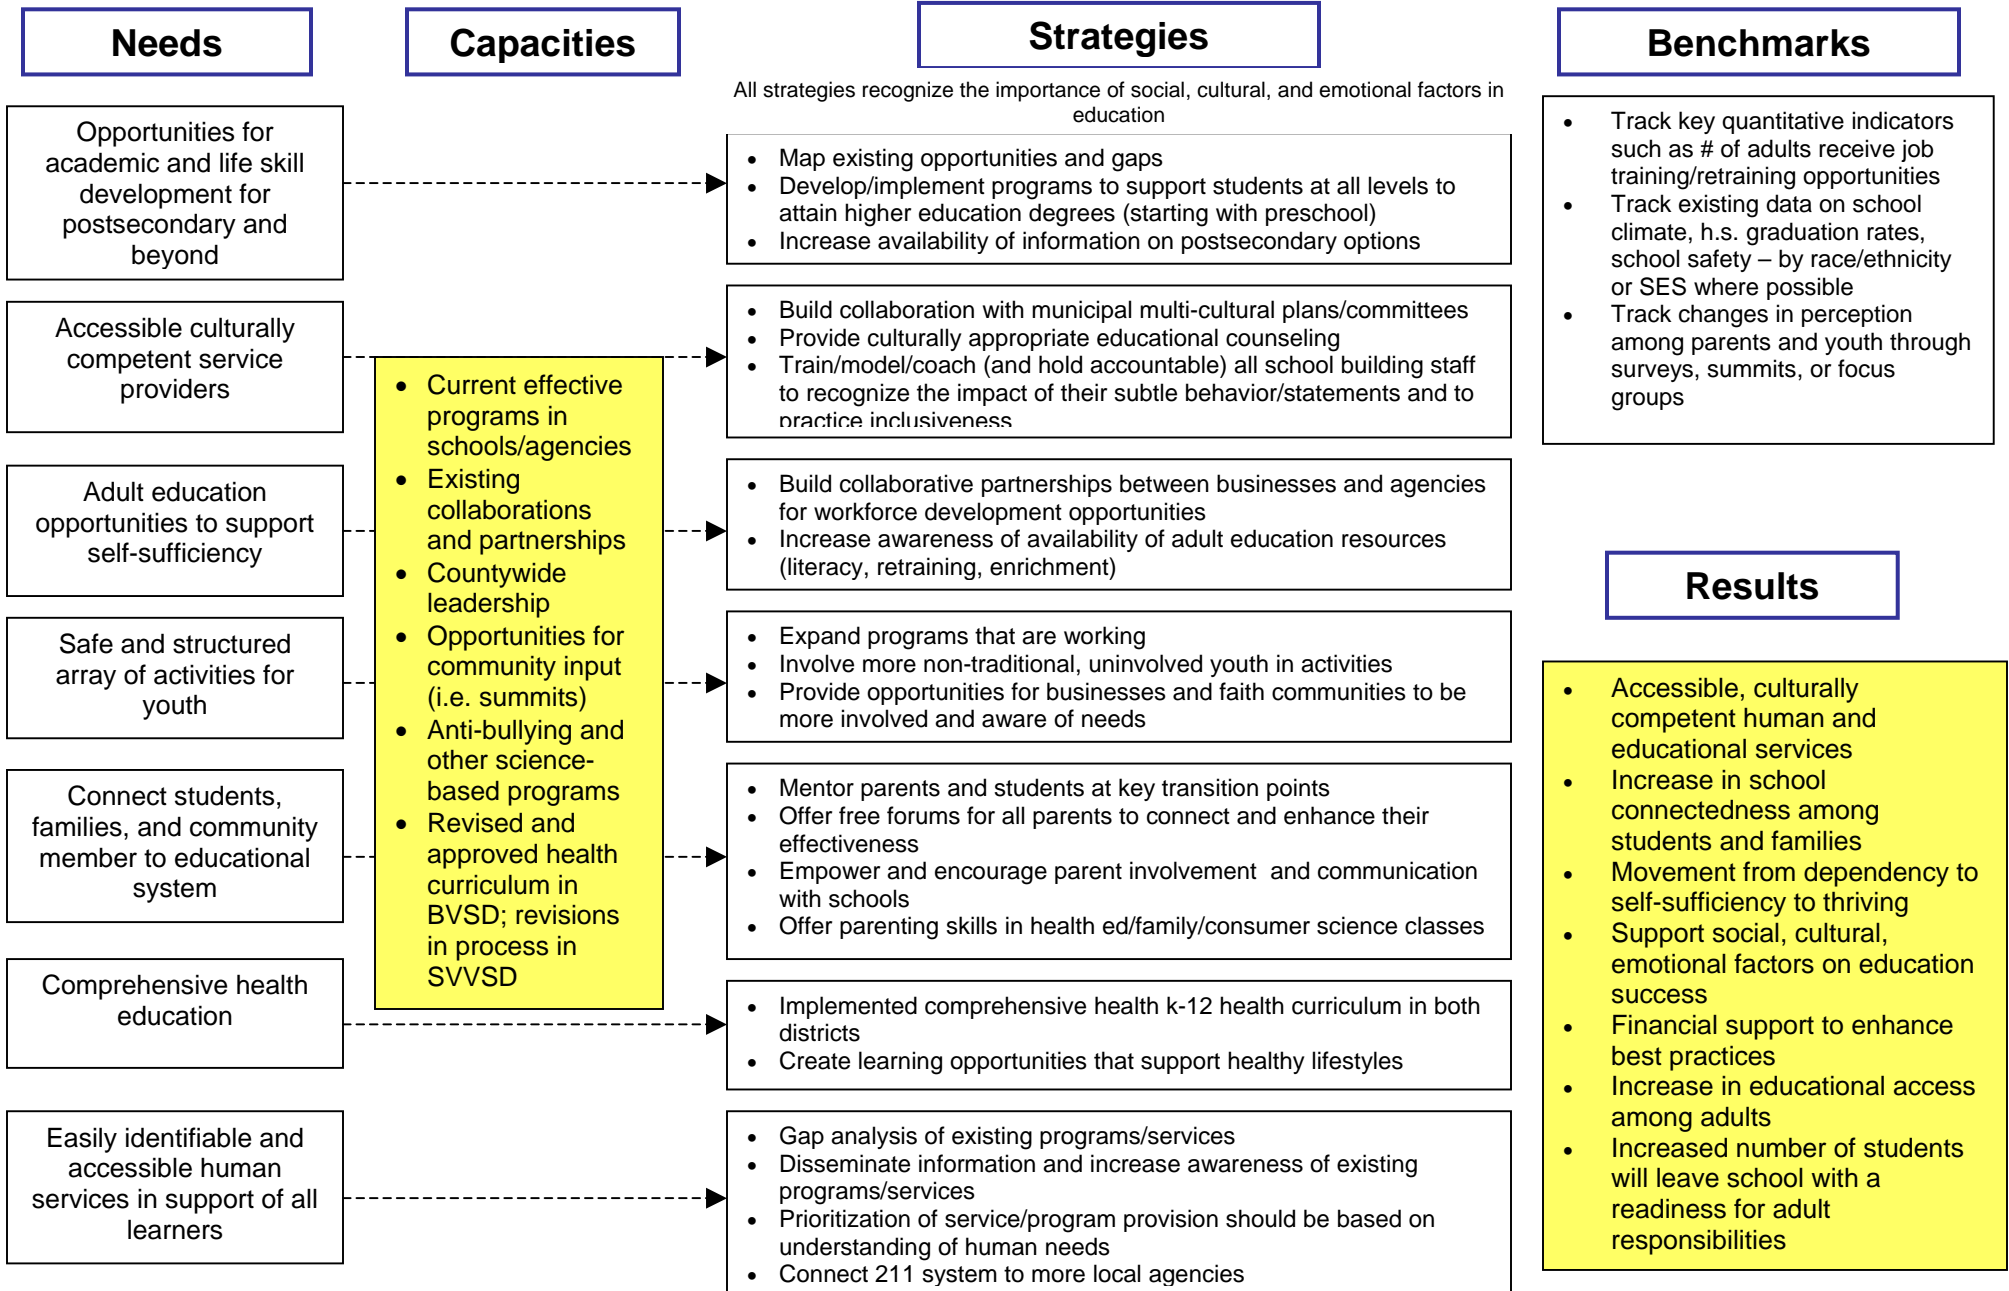 Needs
Opportunities for
academic and life skill
development for
postsecondary and
beyond
Accessible culturally
competent service
providers
Adult education
opportunities to support
self-sufficiency
Safe and structured
array of activities for
youth
Connect students,
families, and community
member to educational
system
Comprehensive health
education
Easily identifiable and
accessible human
services in support of all
learners
Capacities
• Current effective
programs in
schools/agencies
• Existing
collaborations
and partnerships
• Countywide
leadership
• Opportunities for
community input
(i.e. summits)
• Anti-bullying and
other science-
based programs
• Revised and
approved health
curriculum in
BVSD; revisions
in process in
SVVSD
Strategies
All strategies recognize the importance of social, cultural, and emotional factors in
education
• Map existing opportunities and gaps
• Develop/implement programs to support students at all levels to
attain higher education degrees (starting with preschool)
• Increase availability of information on postsecondary options
• Build collaboration with municipal multi-cultural plans/committees
• Provide culturally appropriate educational counseling
• Train/model/coach (and hold accountable) all school building staff
to recognize the impact of their subtle behavior/statements and to
practice inclusiveness
• Build collaborative partnerships between businesses and agencies
for workforce development opportunities
• Increase awareness of availability of adult education resources
(literacy, retraining, enrichment)
• Expand programs that are working
• Involve more non-traditional, uninvolved youth in activities
• Provide opportunities for businesses and faith communities to be
more involved and aware of needs
• Mentor parents and students at key transition points
• Offer free forums for all parents to connect and enhance their
effectiveness
• Empower and encourage parent involvement and communication
with schools
• Offer parenting skills in health ed/family/consumer science classes
• Implemented comprehensive health k-12 health curriculum in both
districts
• Create learning opportunities that support healthy lifestyles
• Gap analysis of existing programs/services
• Disseminate information and increase awareness of existing
programs/services
• Prioritization of service/program provision should be based on
understanding of human needs
• Connect 211 system to more local agencies
Benchmarks
• Track key quantitative indicators
such as # of adults receive job
training/retraining opportunities
• Track existing data on school
climate, h.s. graduation rates,
school safety – by race/ethnicity
or SES where possible
• Track changes in perception
among parents and youth through
surveys, summits, or focus
groups
Results
• Accessible, culturally
competent human and
educational services
• Increase in school
connectedness among
students and families
• Movement from dependency to
self-sufficiency to thriving
• Support social, cultural,
emotional factors on education
success
• Financial support to enhance
best practices
• Increase in educational access
among adults
• Increased number of students
will leave school with a
readiness for adult
responsibilities